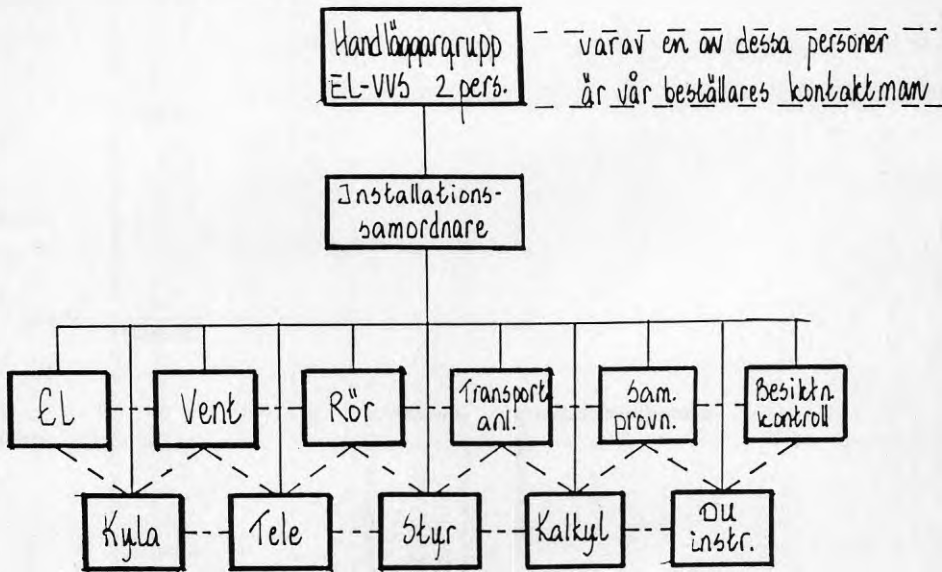 Handläggargrupp
EL-VVS 2 pers.
varav en av dessa personer
är vår beställares kontaktman
Installations-
samordnare
EL
Vent
Rör
Transport
anl.
Sam.
provn.
Besiktn.
kontroll
Kyla
Tele
Styr
Kalkyl
DU
instr.